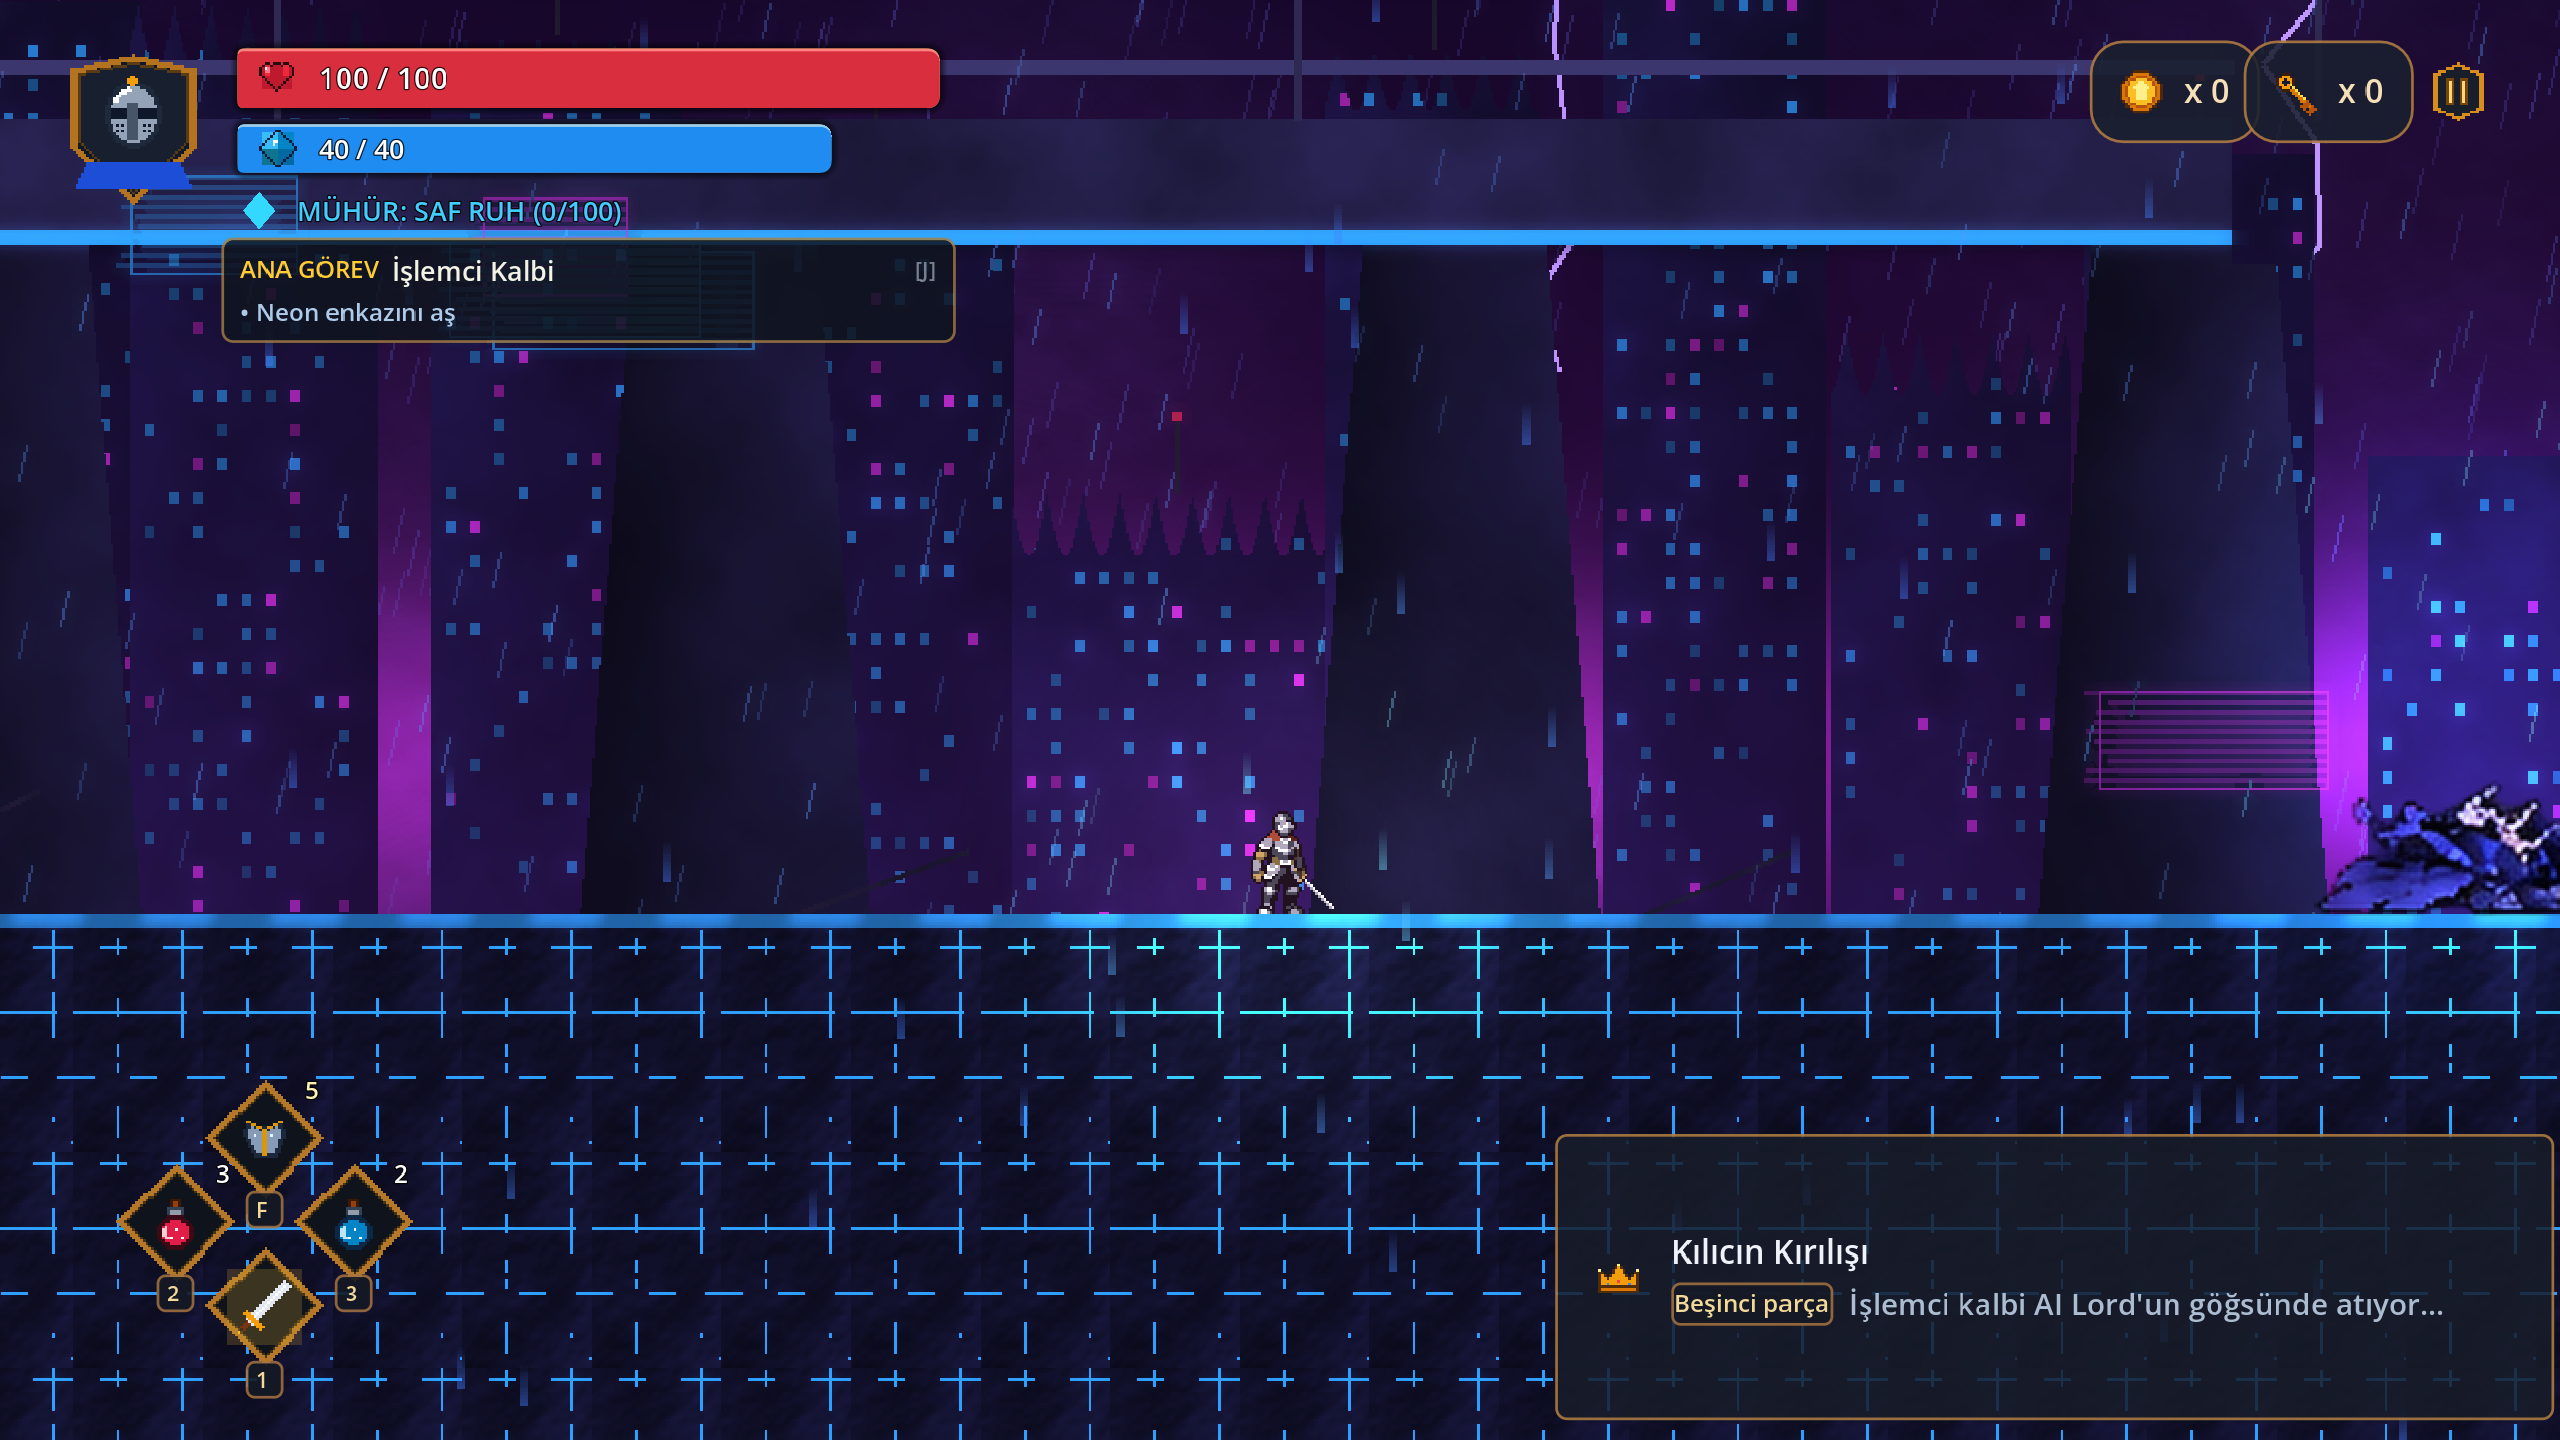 100 / 100
40 / 40
MÜHÜR: SAF RUH (0/100)
ANA GÖREV İşlemci Kalbi [J]
• Neon enkazını aş
x 0
x 0
5
3
2
F
2
3
1
Kılıcın Kırılışı
Beşinci parça İşlemci kalbi AI Lord'un göğsünde atıyor...